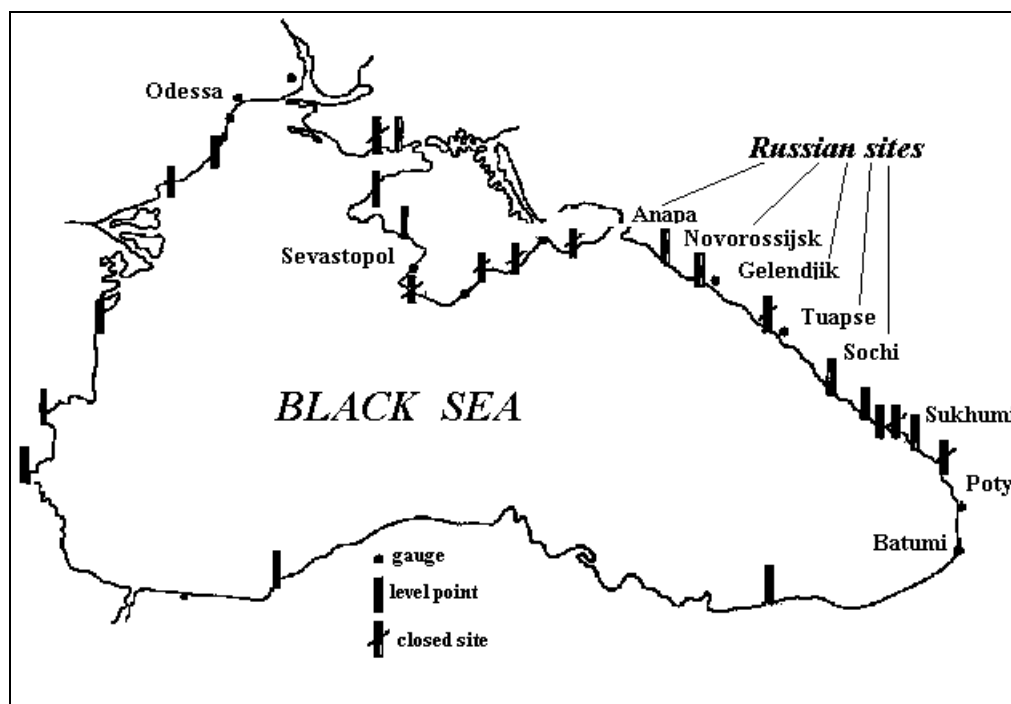 Odessa
Russian sites
Anapa
Novorossijsk
Sevastopol
Gelendjik
Tuapse
Sochi
BLACK SEA
Sukhumi
Poty
Batumi
gauge
level point
closed site